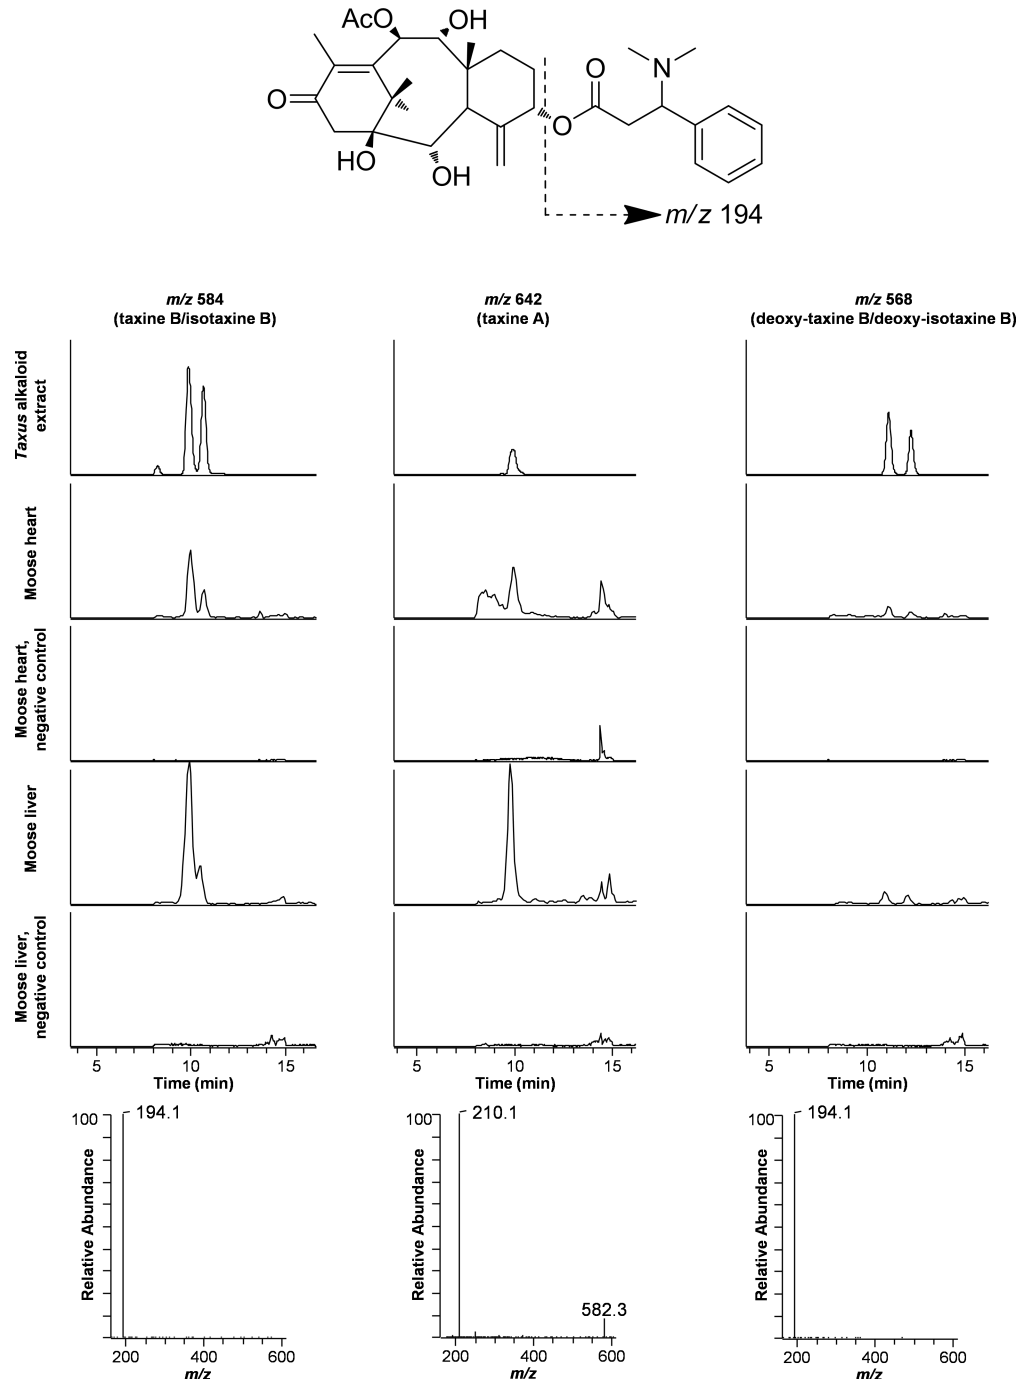 AcO
OH
O
HO
OH
O
O
N
m/z 194
m/z 584
(taxine B/isotaxine B)
m/z 642
(taxine A)
m/z 568
(deoxy-taxine B/deoxy-isotaxine B)
Taxus alkaloid
extract
Moose heart
Moose heart,
negative control
Moose liver
Moose liver,
negative control
5 10 15
Time (min)
5 10 15
Time (min)
5 10 15
Time (min)
100
194.1
Relative Abundance
200 400 600
m/z
100
210.1
582.3
Relative Abundance
200 400 600
m/z
100
194.1
Relative Abundance
200 400 600
m/z